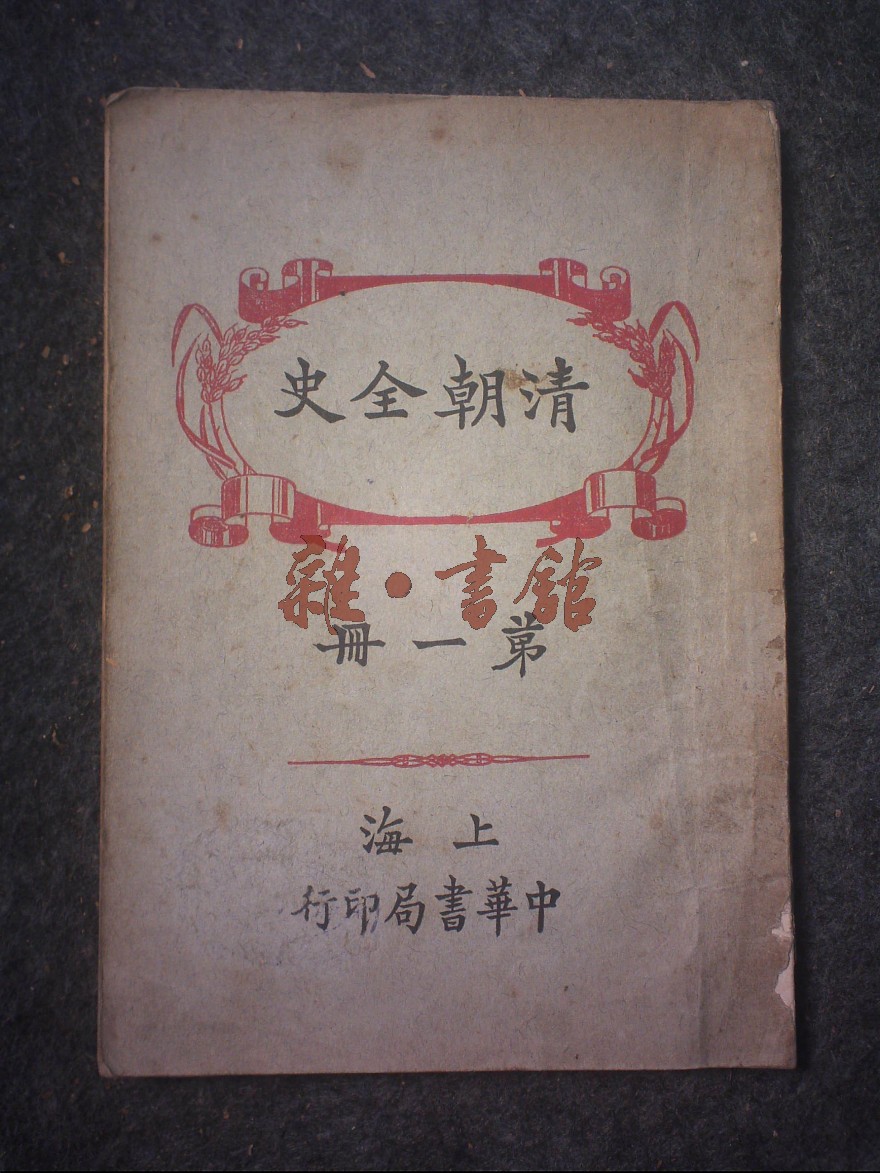 清朝全史
雜·書館
第一冊
上海
中華書局印行